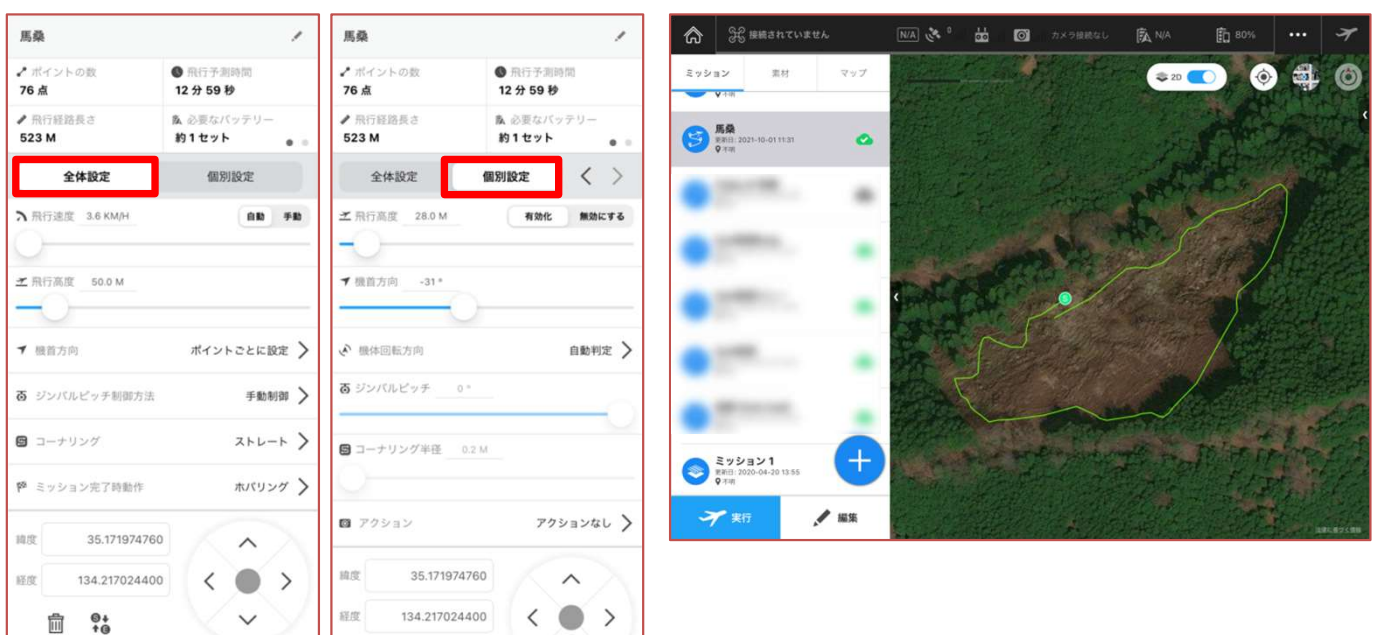 馬桑
ポイントの数
飛行予測時間
76 点
12 分 59 秒
飛行経路長さ
必要なバッテリー
523 M
約 1 セット
全体設定
個別設定
飛行速度 3.6 KM/H
自動 手動
飛行高度 50.0 M
機首方向
ポイントごとに設定
ジンバルピッチ制御方法
手動制御
コーナリング
ストレート
ミッション完了時動作
ホバリング
緯度 35.171974760
経度 134.217024400
馬桑
ポイントの数
飛行予測時間
76 点
12 分 59 秒
飛行経路長さ
必要なバッテリー
523 M
約 1 セット
全体設定
個別設定
飛行高度 28.0 M
有効化 無効にする
機首方向 -31 °
機体回転方向
自動判定
ジンバルピッチ 0 °
コーナリング半径 0.2 M
アクション
アクションなし
緯度 35.171974760
経度 134.217024400
接続されていません
N/A
0
カメラ接続なし
N/A
80%
ミッション
素材
マップ
2D
不明
馬桑
更新日: 2021-10-01 11:31
不明
S
ミッション 1
更新日: 2020-04-20 13:55
不明
実行
編集